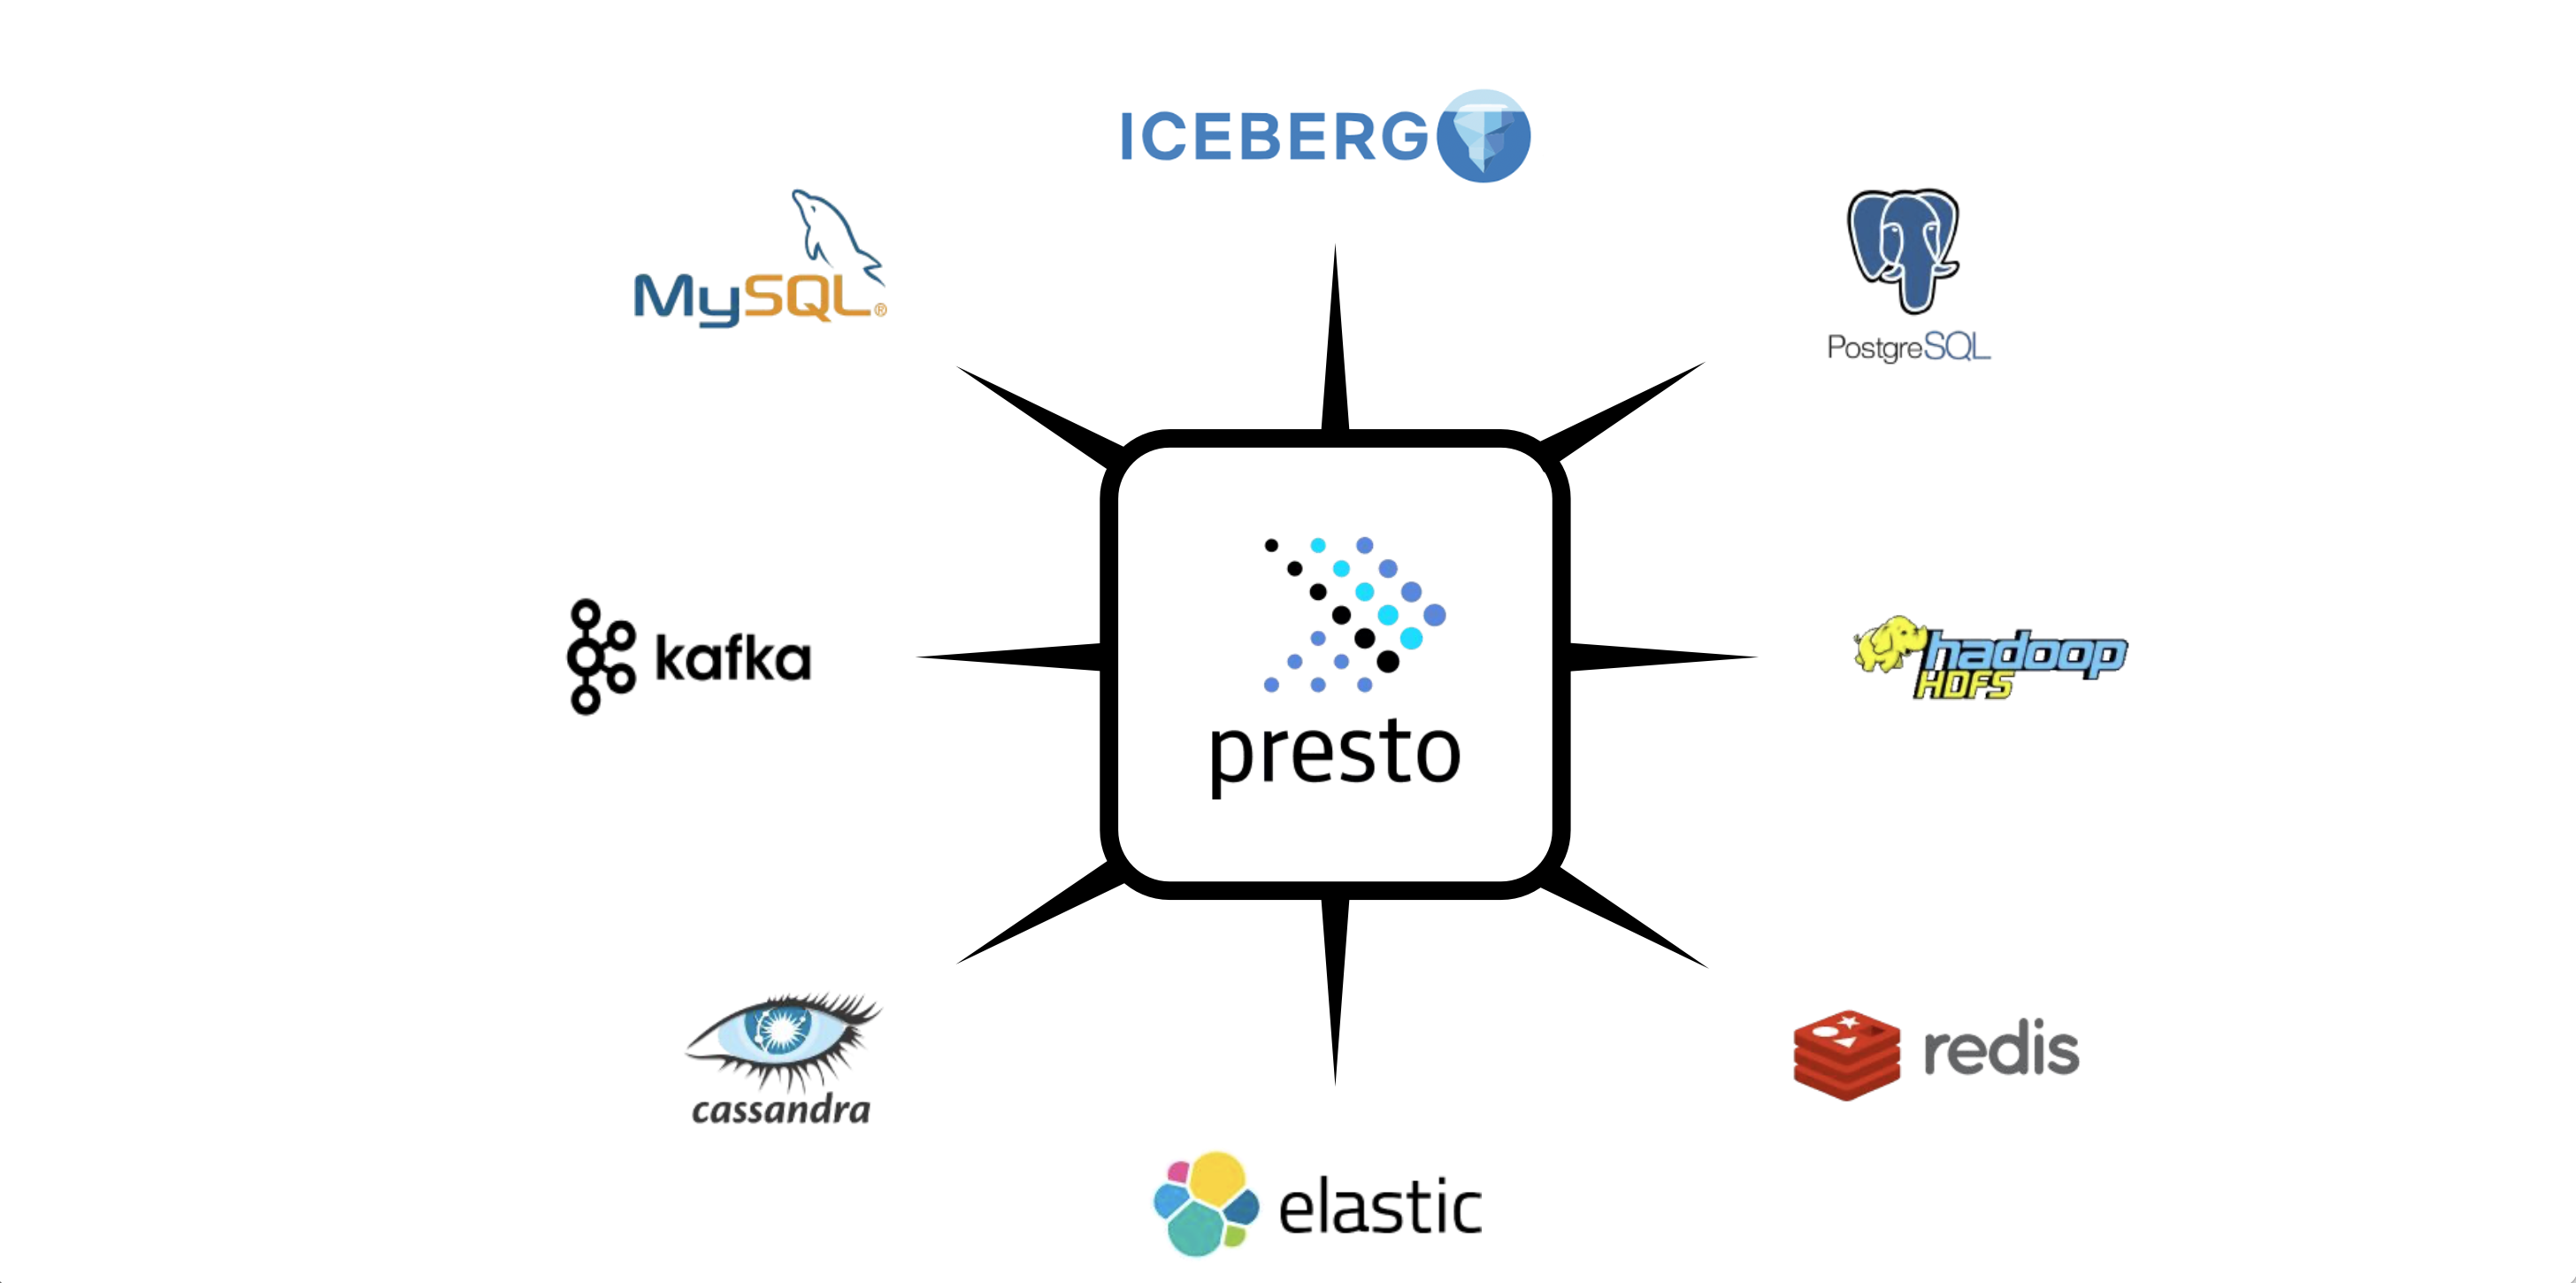 ICEBERG
MySQL®
PostgreSQL
kafka
presto
hadoop
HDFS
cassandra
redis
elastic